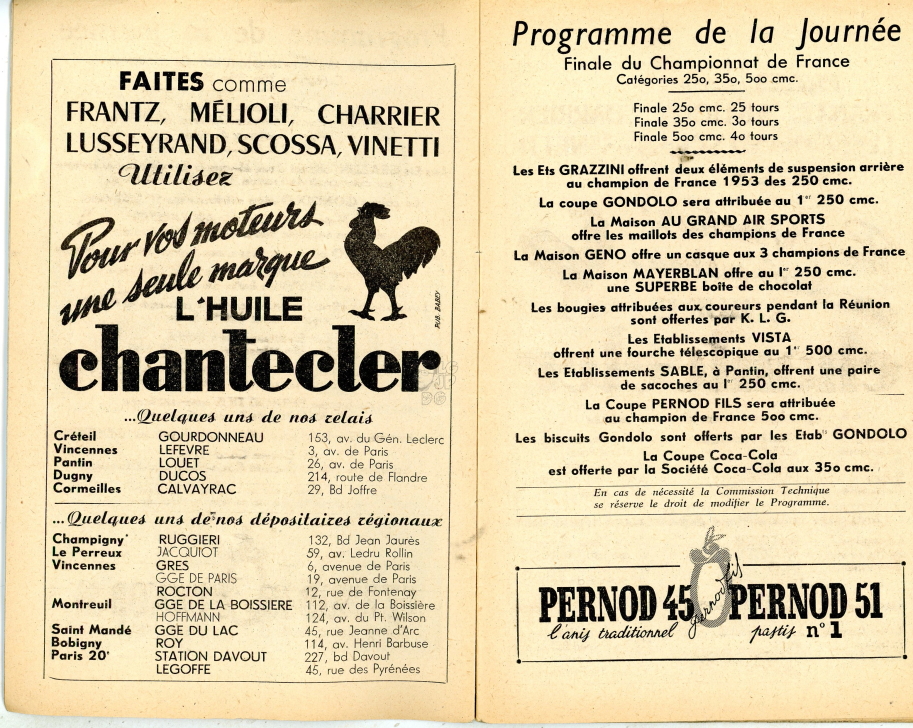 FAITES comme
FRANTZ, MÉLIOLI, CHARRIER
LUSSEYRAND, SCOSSA, VINETTI
Utilisez
Pour vos moteurs
une seule marque
L'HUILE
chantecler
PUB. BABEY
...Quelques uns de nos relais
Créteil GOURDONNEAU 153, av. du Gén. Leclerc
Vincennes LEFEVRE 3, av. de Paris
Pantin LOUET 26, av. de Paris
Dugny DUCOS 214, route de Flandre
Cormeilles CALVAYRAC 29, Bd Joffre
...Quelques uns de nos dépositaires régionaux
Champigny RUGGIERI 132, Bd Jean Jaurès
Le Perreux JACQUIOT 59, av. Ledru Rollin
Vincennes GRES 6, avenue de Paris
GGE DE PARIS 19, avenue de Paris
ROCTON 12, rue de Fontenay
Montreuil GGE DE LA BOISSIERE 112, av. de la Boissière
HOFFMANN 124, av. du Pt. Wilson
Saint Mandé GGE DU LAC 45, rue Jeanne d'Arc
Bobigny ROY 114, av. Henri Barbuse
Paris 20' STATION DAVOUT 227, bd Davout
LEGOFFE 45, rue des Pyrénées
Programme de la Journée
Finale du Championnat de France
Catégories 250, 350, 500 cmc.
Finale 250 cmc. 25 tours
Finale 350 cmc. 30 tours
Finale 500 cmc. 40 tours
Les Ets GRAZZINI offrent deux éléments de suspension arrière
au champion de France 1953 des 250 cmc.
La coupe GONDOLO sera attribuée au 1er 250 cmc.
La Maison AU GRAND AIR SPORTS
offre les maillots des champions de France
La Maison GENO offre un casque aux 3 champions de France
La Maison MAYERBLAN offre au 1er 250 cmc.
une SUPERBE boîte de chocolat
Les bougies attribuées aux coureurs pendant la Réunion
sont offertes par K. L. G.
Les Etablissements VISTA
offrent une fourche télescopique au 1er 500 cmc.
Les Etablissements SABLE, à Pantin, offrent une paire
de sacoches au 1er 250 cmc.
La Coupe PERNOD FILS sera attribuée
au champion de France 500 cmc.
Les biscuits Gondolo sont offerts par les Etabts GONDOLO
La Coupe Coca-Cola
est offerte par la Société Coca-Cola aux 350 cmc.
En cas de nécessité la Commission Technique
se réserve le droit de modifier le Programme.
PERNOD 45 pernod fils PERNOD 51
l'anis traditionnel pastis n° 1